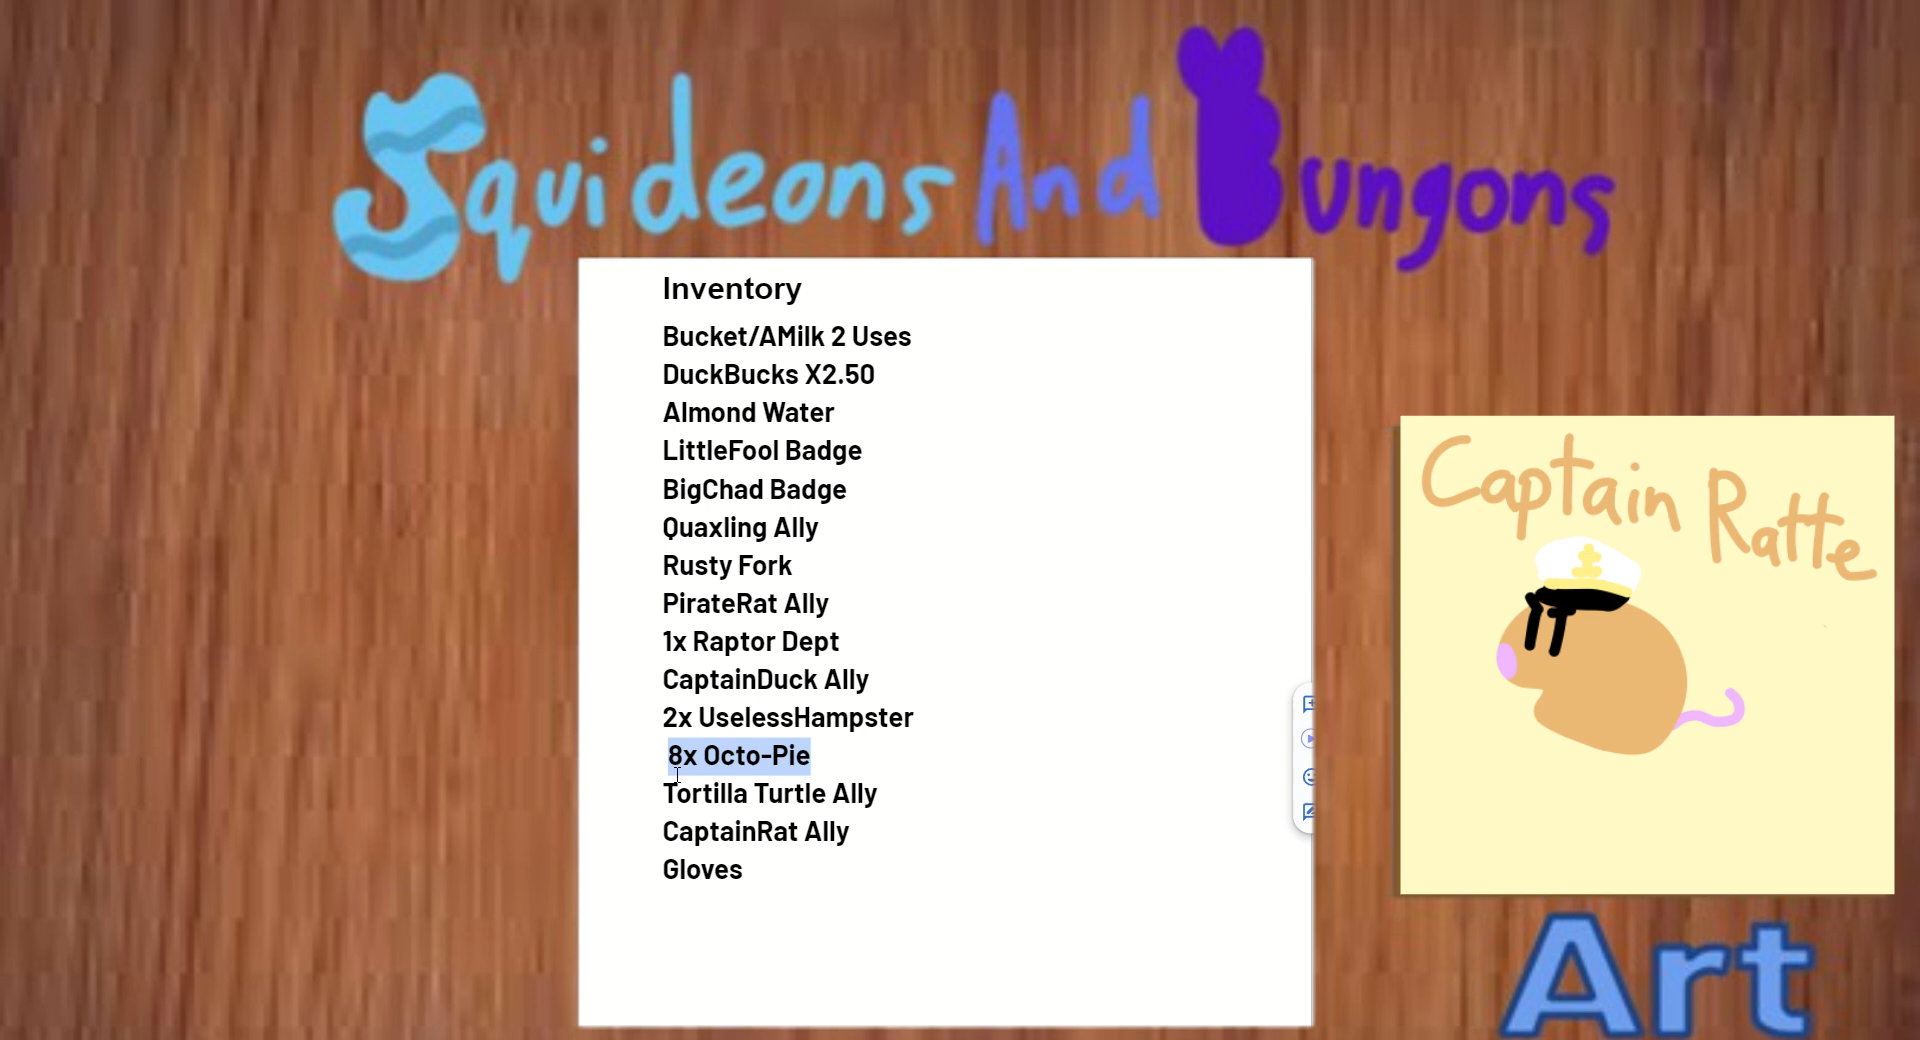 Squideons And Bungons
Inventory
Bucket/AMilk 2 Uses
DuckBucks X2.50
Almond Water
LittleFool Badge
BigChad Badge
Quaxling Ally
Rusty Fork
PirateRat Ally
1x Raptor Dept
CaptainDuck Ally
2x UselessHampster
8x Octo-Pie
Tortilla Turtle Ally
CaptainRat Ally
Gloves
Captain Ratte
Art